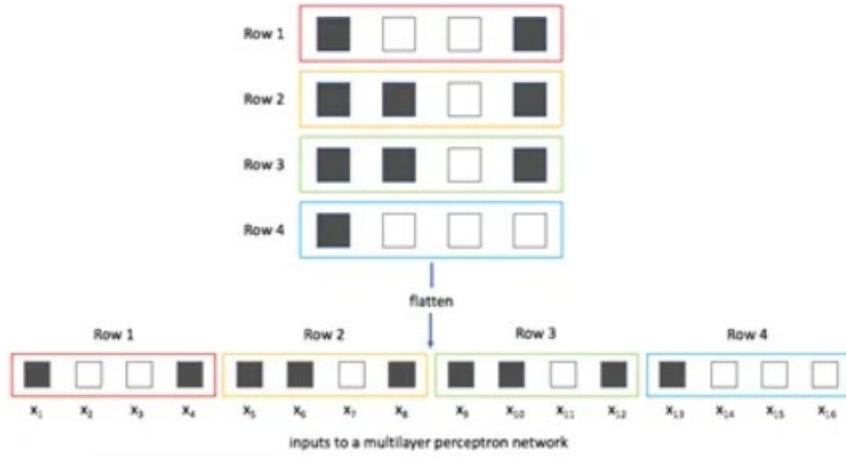 Row 1
Row 2
Row 3
Row 4
flatten
Row 1 Row 2 Row 3 Row 4
x₁ x₂ x₃ x₄ x₅ x₆ x₇ x₈ x₉ x₁₀ x₁₁ x₁₂ x₁₃ x₁₄ x₁₅ x₁₆
inputs to a multilayer perceptron network